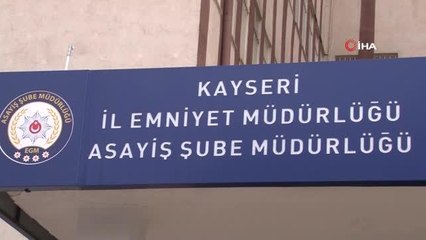 İHA
KAYSERİ
İL EMNİYET MÜDÜRLÜĞÜ
ASAYİŞ ŞUBE MÜDÜRLÜĞÜ
ASAYİŞ ŞUBE MÜDÜRLÜĞÜ
EGM